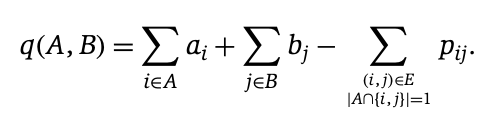 q(A, B) = ∑_{i∈A} a_i + ∑_{j∈B} b_j − ∑_{(i,j)∈E, |A∩{i,j}|=1} p_{ij}.